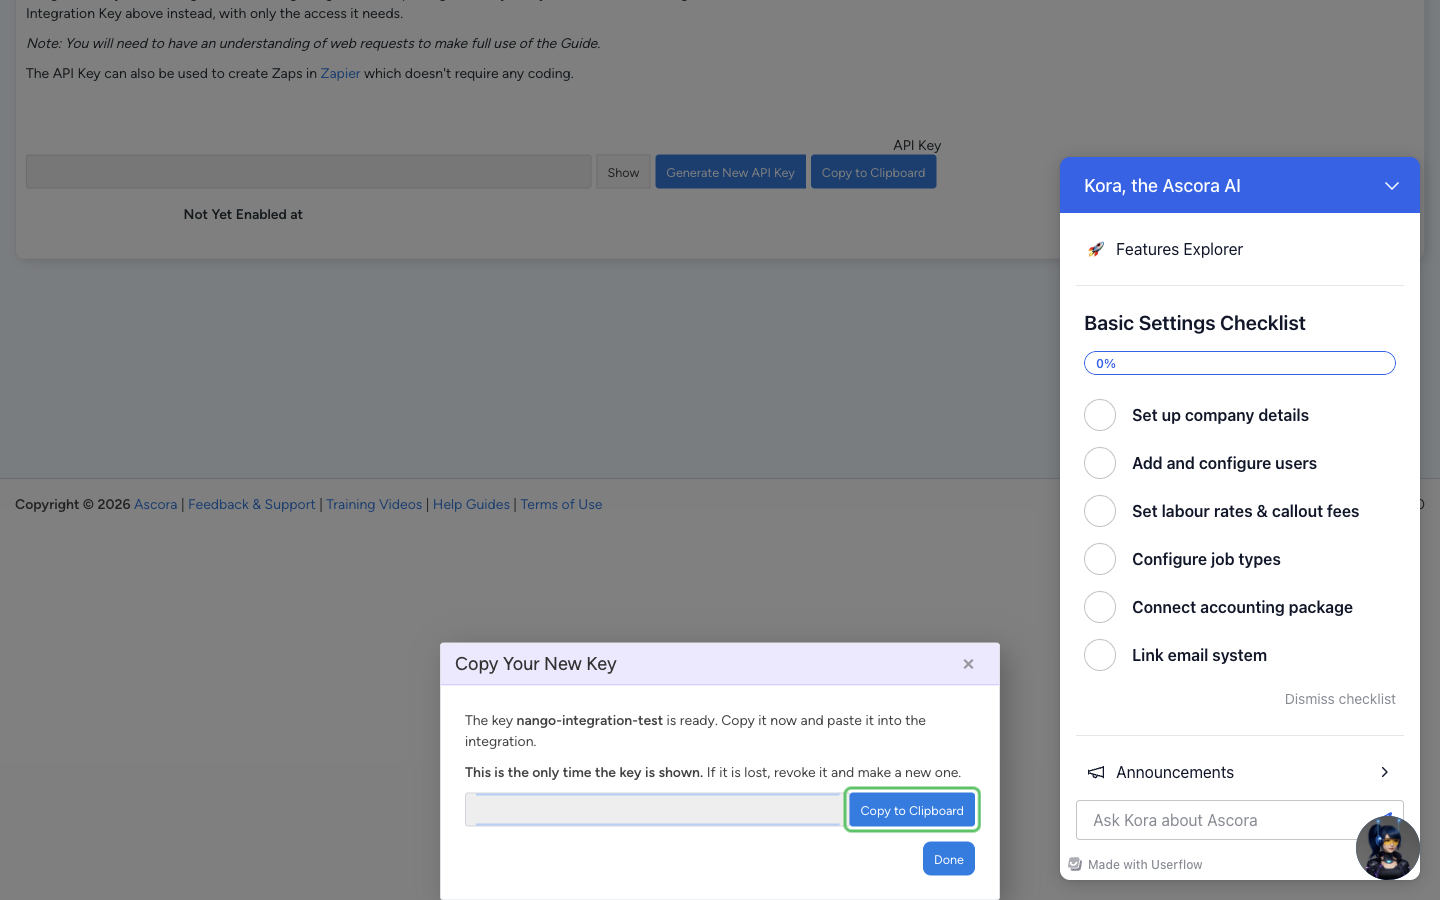 Integration Key above instead, with only the access it needs.
Note: You will need to have an understanding of web requests to make full use of the Guide.
The API Key can also be used to create Zaps in Zapier which doesn't require any coding.
API Key
Show
Generate New API Key
Copy to Clipboard
Not Yet Enabled at
Copyright © 2026 Ascora | Feedback & Support | Training Videos | Help Guides | Terms of Use
Copy Your New Key
×
The key nango-integration-test is ready. Copy it now and paste it into the
integration.
This is the only time the key is shown. If it is lost, revoke it and make a new one.
Copy to Clipboard
Done
Kora, the Ascora AI
Features Explorer
Basic Settings Checklist
0%
Set up company details
Add and configure users
Set labour rates & callout fees
Configure job types
Connect accounting package
Link email system
Dismiss checklist
Announcements
Ask Kora about Ascora
Made with Userflow